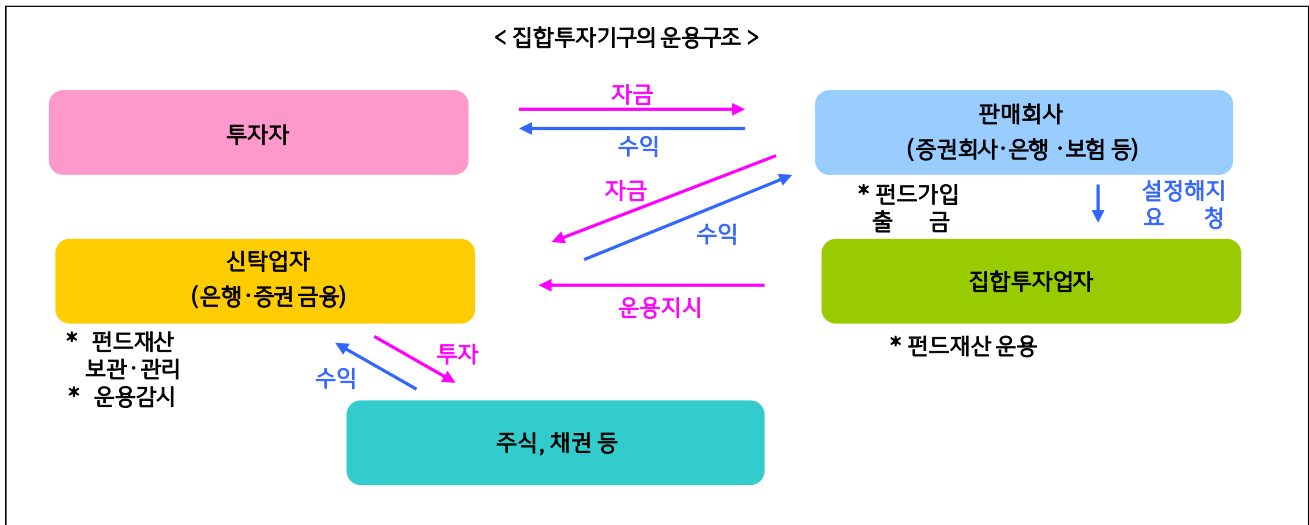 < 집합투자기구의 운용구조 >
자금
투자자
수익
판매회사
(증권회사·은행 ·보험 등)
자금
수익
* 펀드가입
출 금
설정해지
요 청
신탁업자
(은행·증권 금융)
운용지시
집합투자업자
* 펀드재산
보관·관리
* 운용감시
* 펀드재산 운용
투자
수익
주식, 채권 등